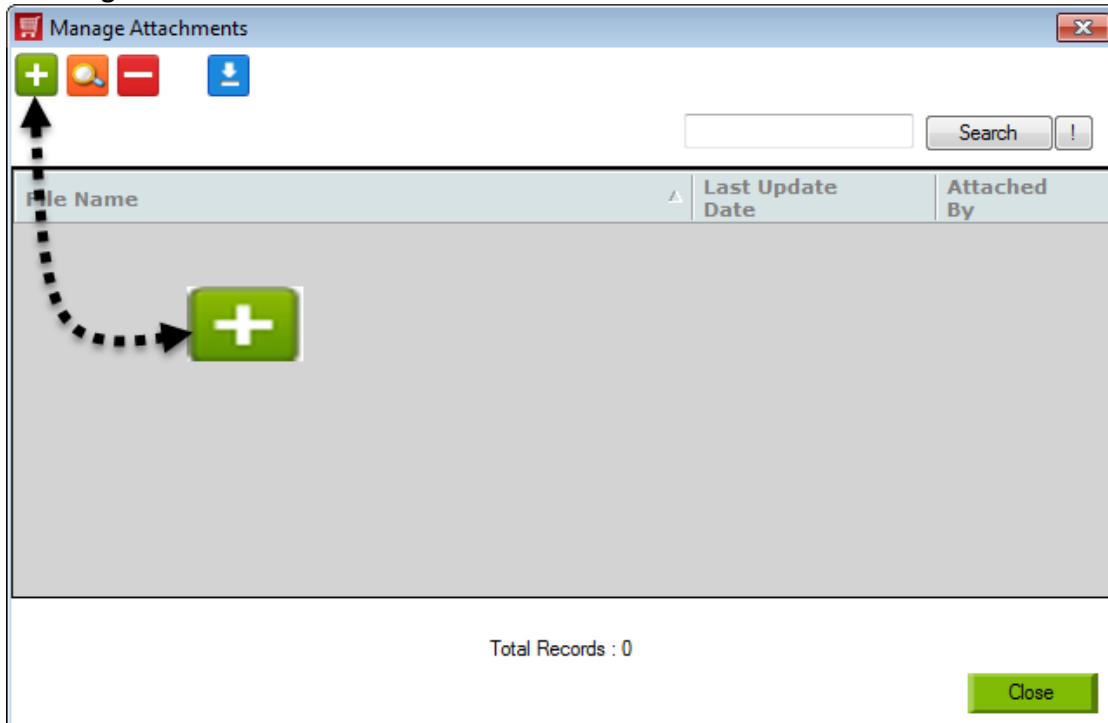 Manage Attachments
Search !
File Name
Last Update
Date
Attached
By
Total Records : 0
Close